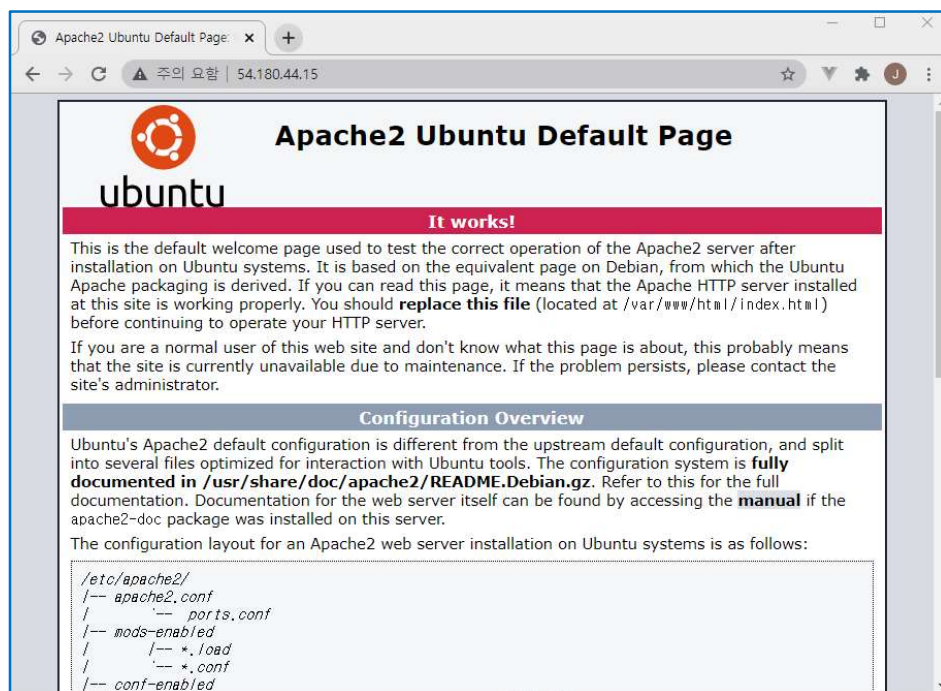 Apache2 Ubuntu Default Page:
주의 요함 | 54.180.44.15
J
ubuntu
Apache2 Ubuntu Default Page
It works!
This is the default welcome page used to test the correct operation of the Apache2 server after
installation on Ubuntu systems. It is based on the equivalent page on Debian, from which the Ubuntu
Apache packaging is derived. If you can read this page, it means that the Apache HTTP server installed
at this site is working properly. You should replace this file (located at /var/www/html/index.html)
before continuing to operate your HTTP server.
If you are a normal user of this web site and don't know what this page is about, this probably means
that the site is currently unavailable due to maintenance. If the problem persists, please contact the
site's administrator.
Configuration Overview
Ubuntu's Apache2 default configuration is different from the upstream default configuration, and split
into several files optimized for interaction with Ubuntu tools. The configuration system is fully
documented in /usr/share/doc/apache2/README.Debian.gz. Refer to this for the full
documentation. Documentation for the web server itself can be found by accessing the manual if the
apache2-doc package was installed on this server.
The configuration layout for an Apache2 web server installation on Ubuntu systems is as follows:
/etc/apache2/
|-- apache2.conf
|       `--  ports.conf
|-- mods-enabled
|       |-- *.load
|       `-- *.conf
|-- conf-enabled